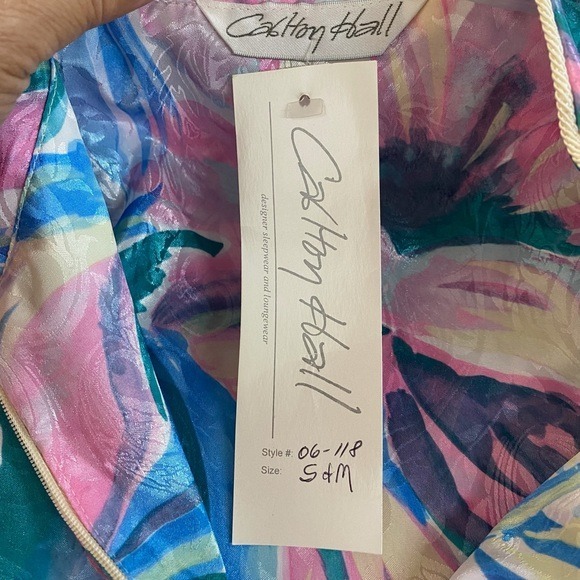 Carlton Hall
Carlton Hall
designer sleepwear and loungewear
Style #: 06-118
Size: S+M